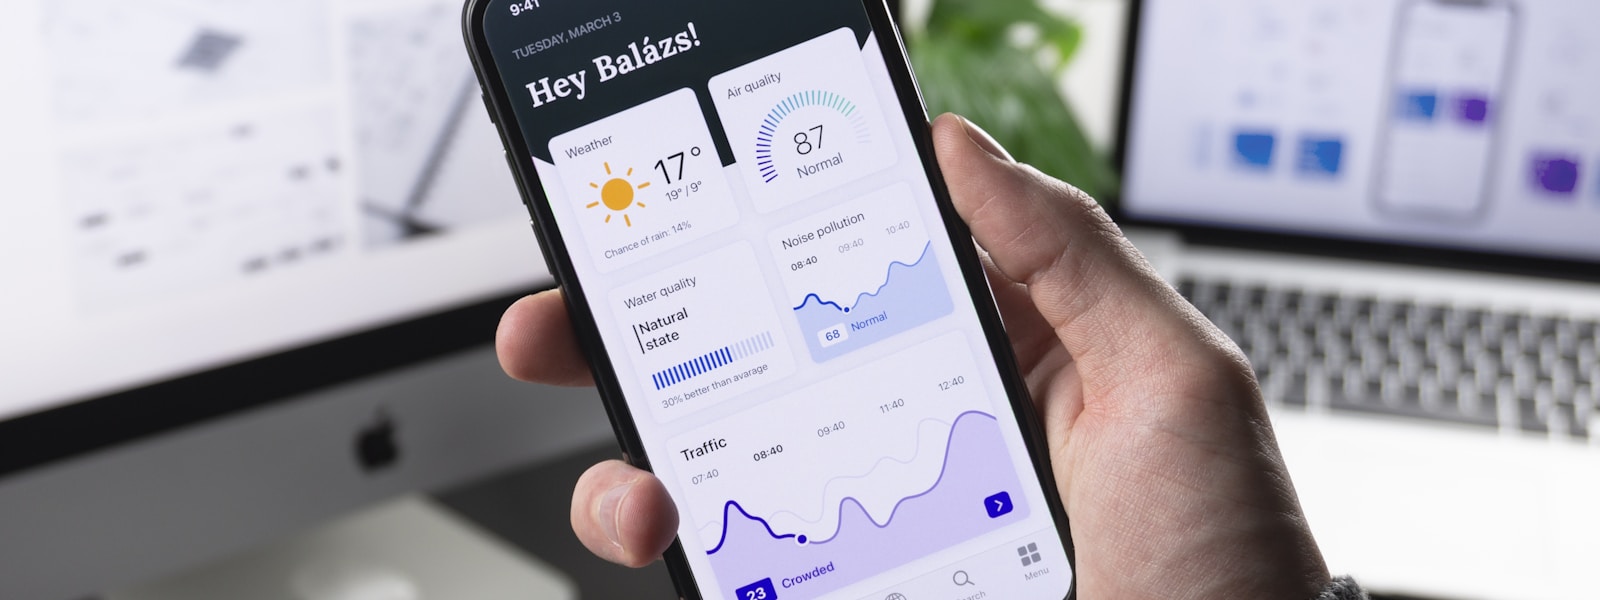 9:41
TUESDAY, MARCH 3
Hey Balázs!
Weather
17°
19° / 9°
Chance of rain: 14%
Air quality
87
Normal
Water quality
Natural
state
30% better than avarage
Noise pollution
08:40 09:40 10:40
68 Normal
Traffic
07:40 08:40 09:40 11:40 12:40
23 Crowded
Menu